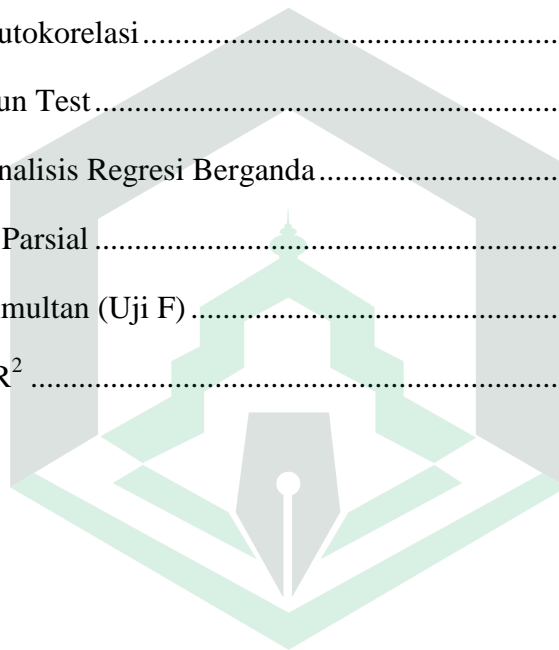 utokorelasi........................................................
un Test..............................................................
nalisis Regresi Berganda................................
Parsial ..............................................................
multan (Uji F) ..................................................
R² .......................................................................